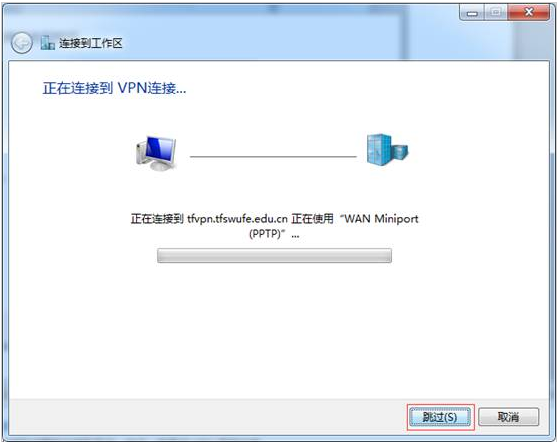 连接到工作区
正在连接到 VPN连接...
正在连接到 tfvpn.tfswufe.edu.cn 正在使用“WAN Miniport
(PPTP)”...
跳过(S)
取消